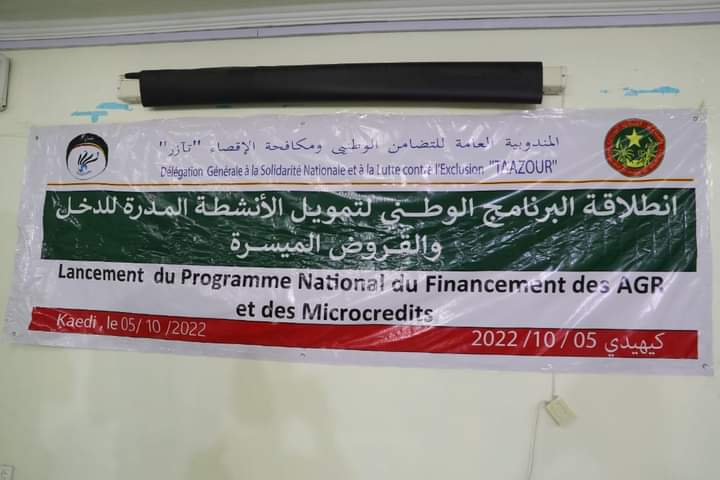 المندوبية العامة للتضامن الوطني ومكافحة الإقصاء "تآزر"
Délégation Générale à la Solidarité Nationale et à la Lutte contre l'Exclusion "TAAZOUR"
انطلاقة البرنامج الوطني لتمويل الأنشطة المدرة للدخل
والقروض الميسرة
Lancement du Programme National du Financement des AGR
et des Microcredits
Kaedi, le 05/ 10 /2022
كيهيدي 05 /10 / 2022